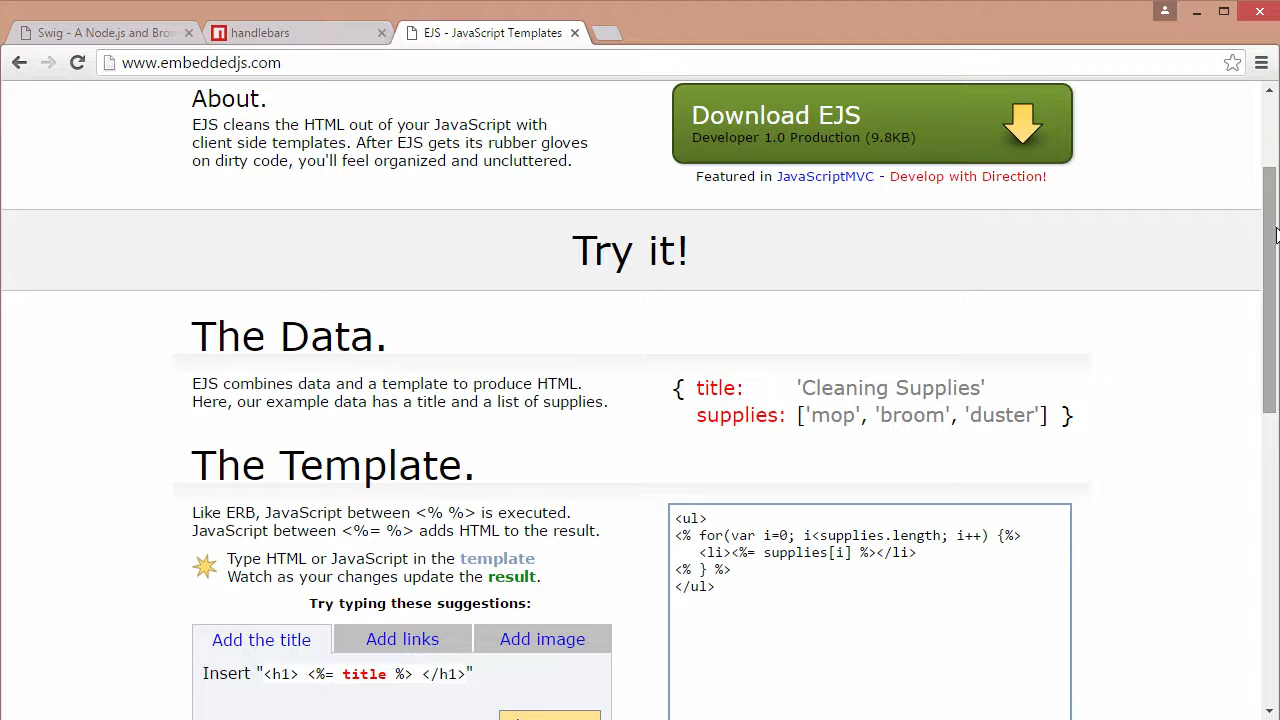 Swig - A Node.js and Brow
handlebars
EJS - JavaScript Templates
www.embeddedjs.com
About.
EJS cleans the HTML out of your JavaScript with
client side templates. After EJS gets its rubber gloves
on dirty code, you'll feel organized and uncluttered.
Download EJS
Developer 1.0 Production (9.8KB)
Featured in JavaScriptMVC - Develop with Direction!
Try it!
The Data.
EJS combines data and a template to produce HTML.
Here, our example data has a title and a list of supplies.
{ title: 'Cleaning Supplies'
supplies: ['mop', 'broom', 'duster'] }
The Template.
Like ERB, JavaScript between <% %> is executed.
JavaScript between <%= %> adds HTML to the result.
Type HTML or JavaScript in the template
Watch as your changes update the result.
Try typing these suggestions:
Add the title
Add links
Add image
Insert "<h1> <%= title %> </h1>"
<ul>
<% for(var i=0; i<supplies.length; i++) {%>
<li><%= supplies[i] %></li>
<% } %>
</ul>